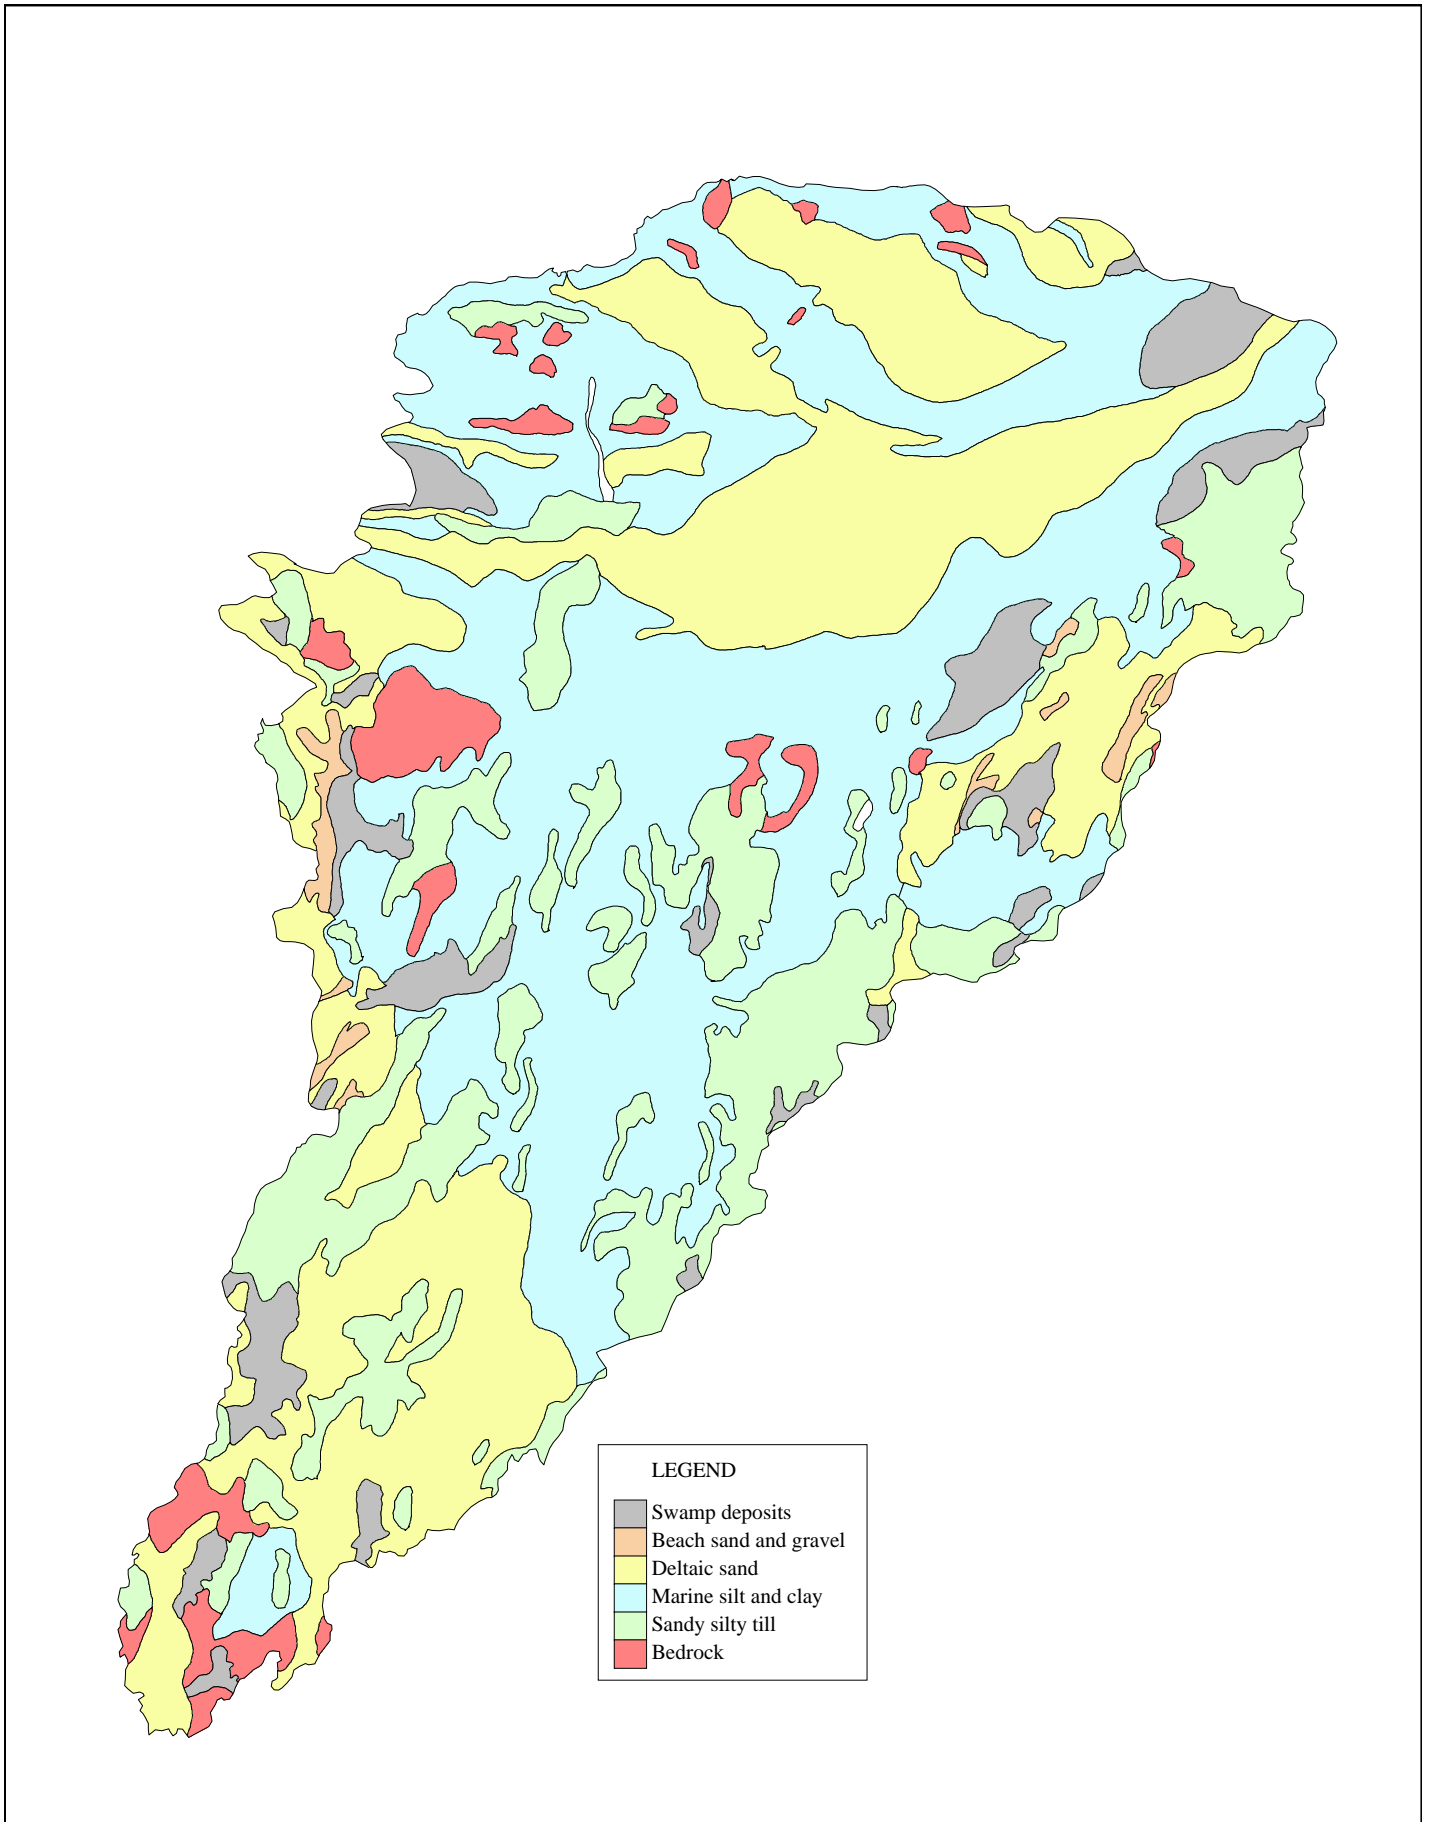 LEGEND
Swamp deposits
Beach sand and gravel
Deltaic sand
Marine silt and clay
Sandy silty till
Bedrock